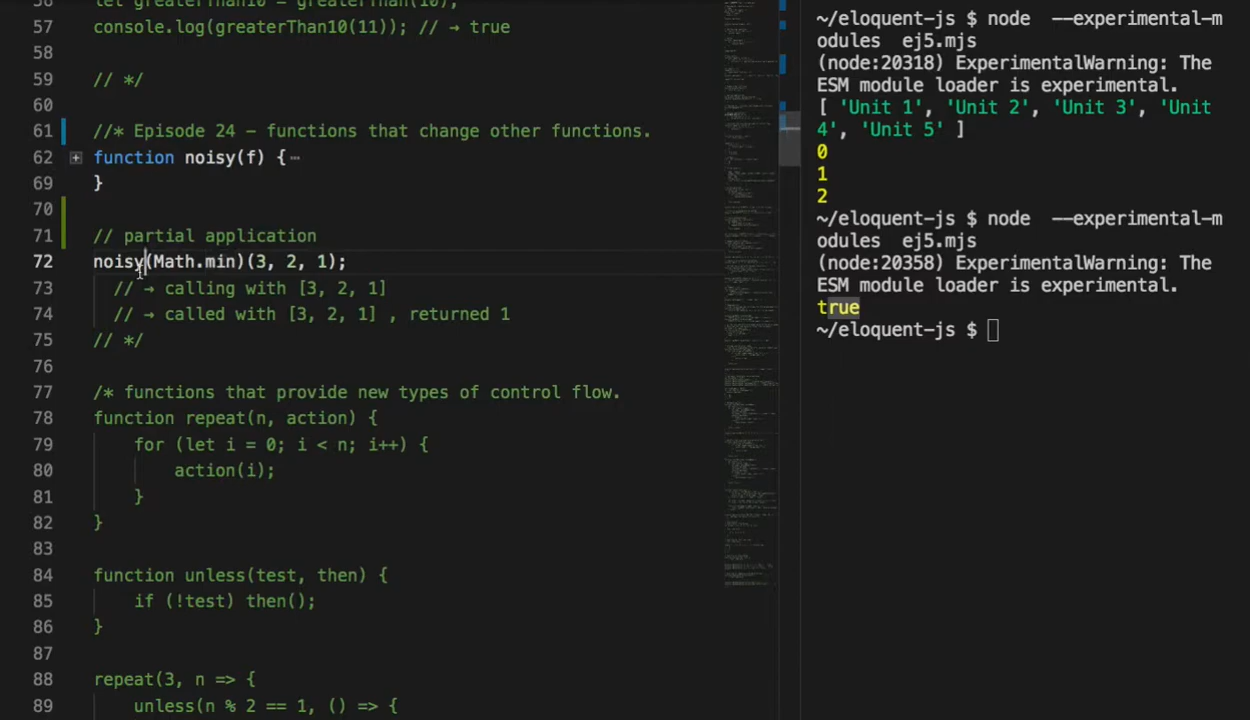 56 let greaterThan10 = greaterThan(10);
57 console.log(greaterThan10(11)); // → true
58
59 // */
60
61 //* Episode 24 - functions that change other functions.
62 function noisy(f) {⋯
69 }
70
71 // partial application
72 noisy(Math.min)(3, 2, 1);
73 // → calling with [3, 2, 1]
74 // → called with [3, 2, 1] , returned 1
75 // */
76
77 /* functions that provide new types of control flow.
78 function repeat(n, action) {
79 for (let i = 0; i < n; i++) {
80 action(i);
81 }
82 }
83
84 function unless(test, then) {
85 if (!test) then();
86 }
87
88 repeat(3, n => {
89 unless(n % 2 == 1, () => {
~/eloquent-js $ node  --experimental-m
odules  ej5.mjs
(node:20318) ExperimentalWarning: The
ESM module loader is experimental.
[ 'Unit 1', 'Unit 2', 'Unit 3', 'Unit
4', 'Unit 5' ]
0
1
2
~/eloquent-js $ node  --experimental-m
odules  ej5.mjs
(node:20358) ExperimentalWarning: The
ESM module loader is experimental.
true
~/eloquent-js $